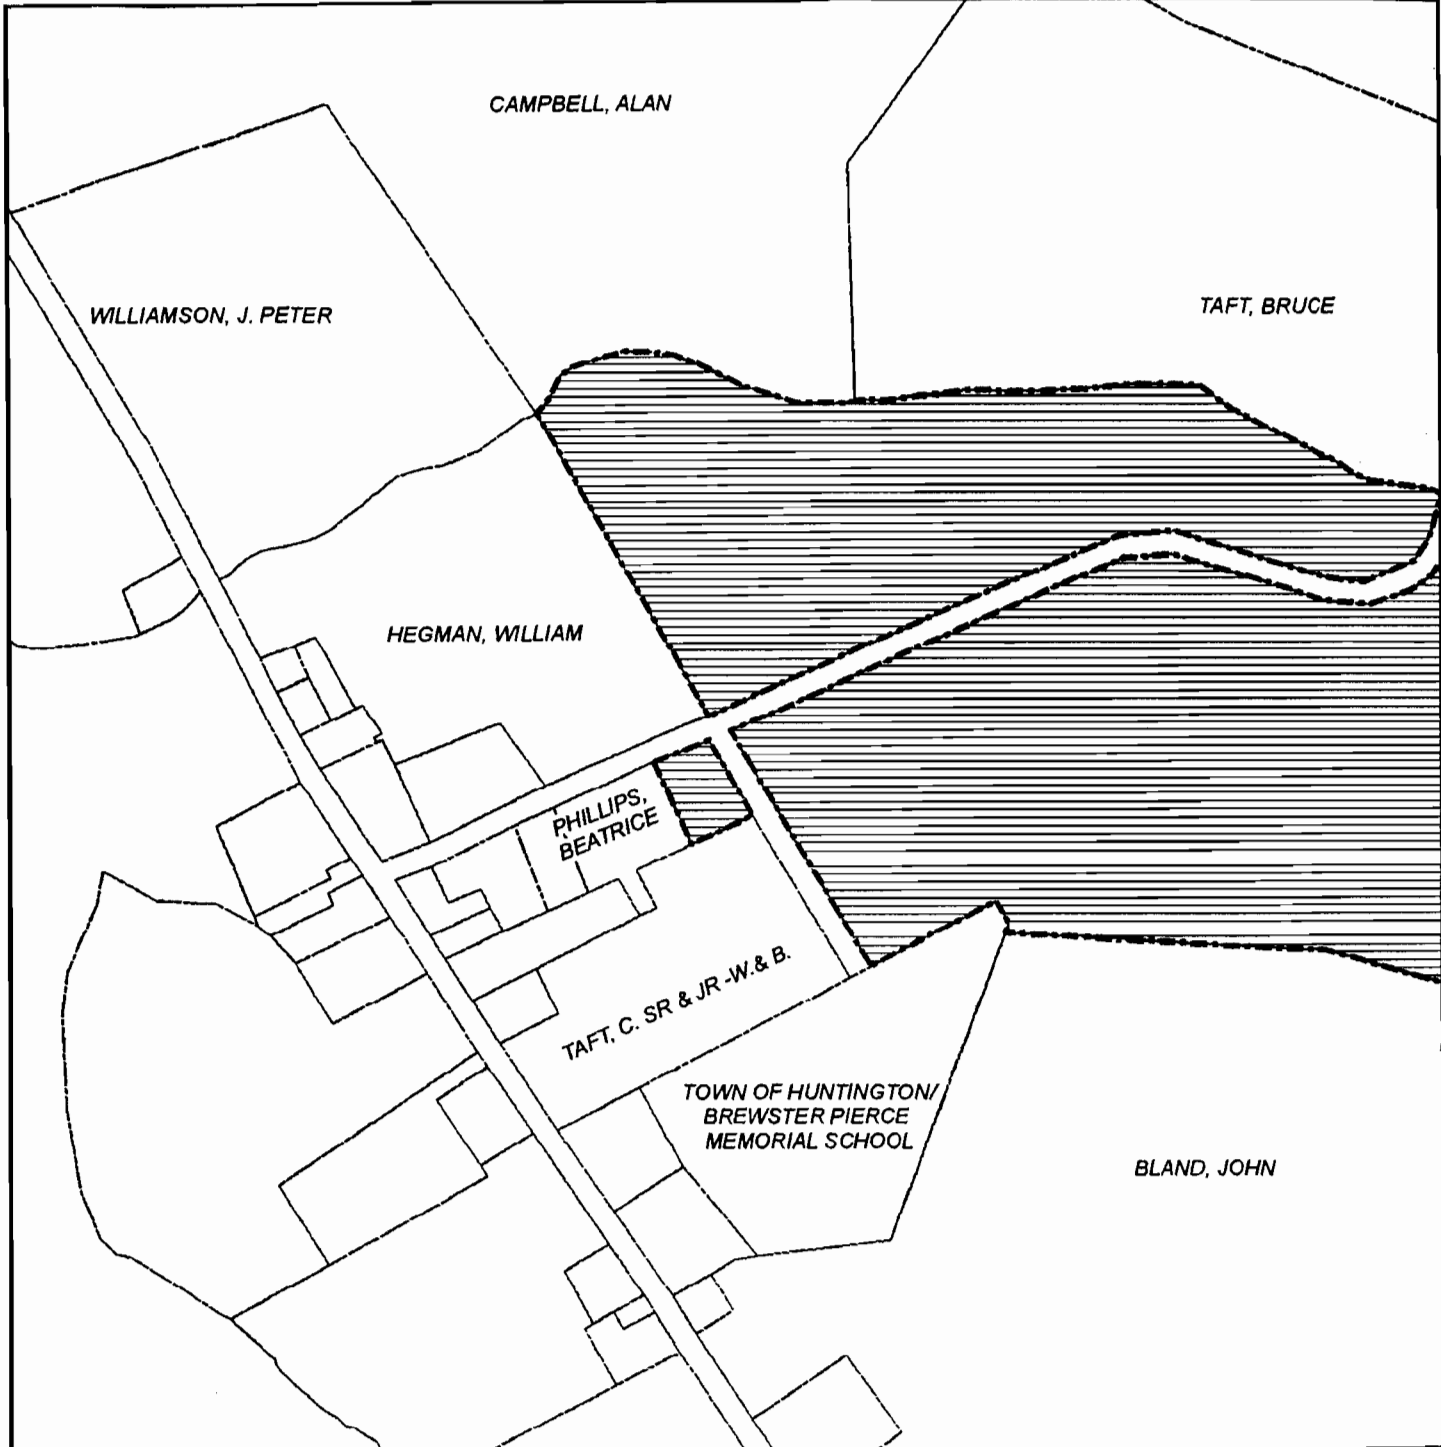 CAMPBELL, ALAN
WILLIAMSON, J. PETER
TAFT, BRUCE
HEGMAN, WILLIAM
PHILLIPS,
BEATRICE
TAFT, C. SR & JR -W.& B.
TOWN OF HUNTINGTON/
BREWSTER PIERCE
MEMORIAL SCHOOL
BLAND, JOHN